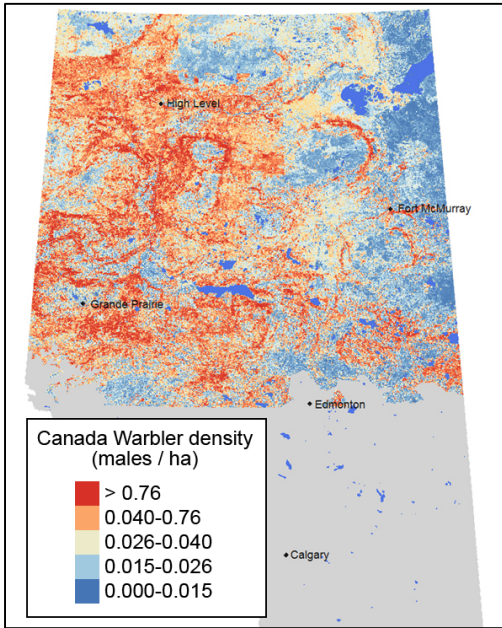 High Level
Fort McMurray
Grande Prairie
Edmonton
Canada Warbler density
(males / ha)
> 0.76
0.040-0.76
0.026-0.040
0.015-0.026
0.000-0.015
Calgary